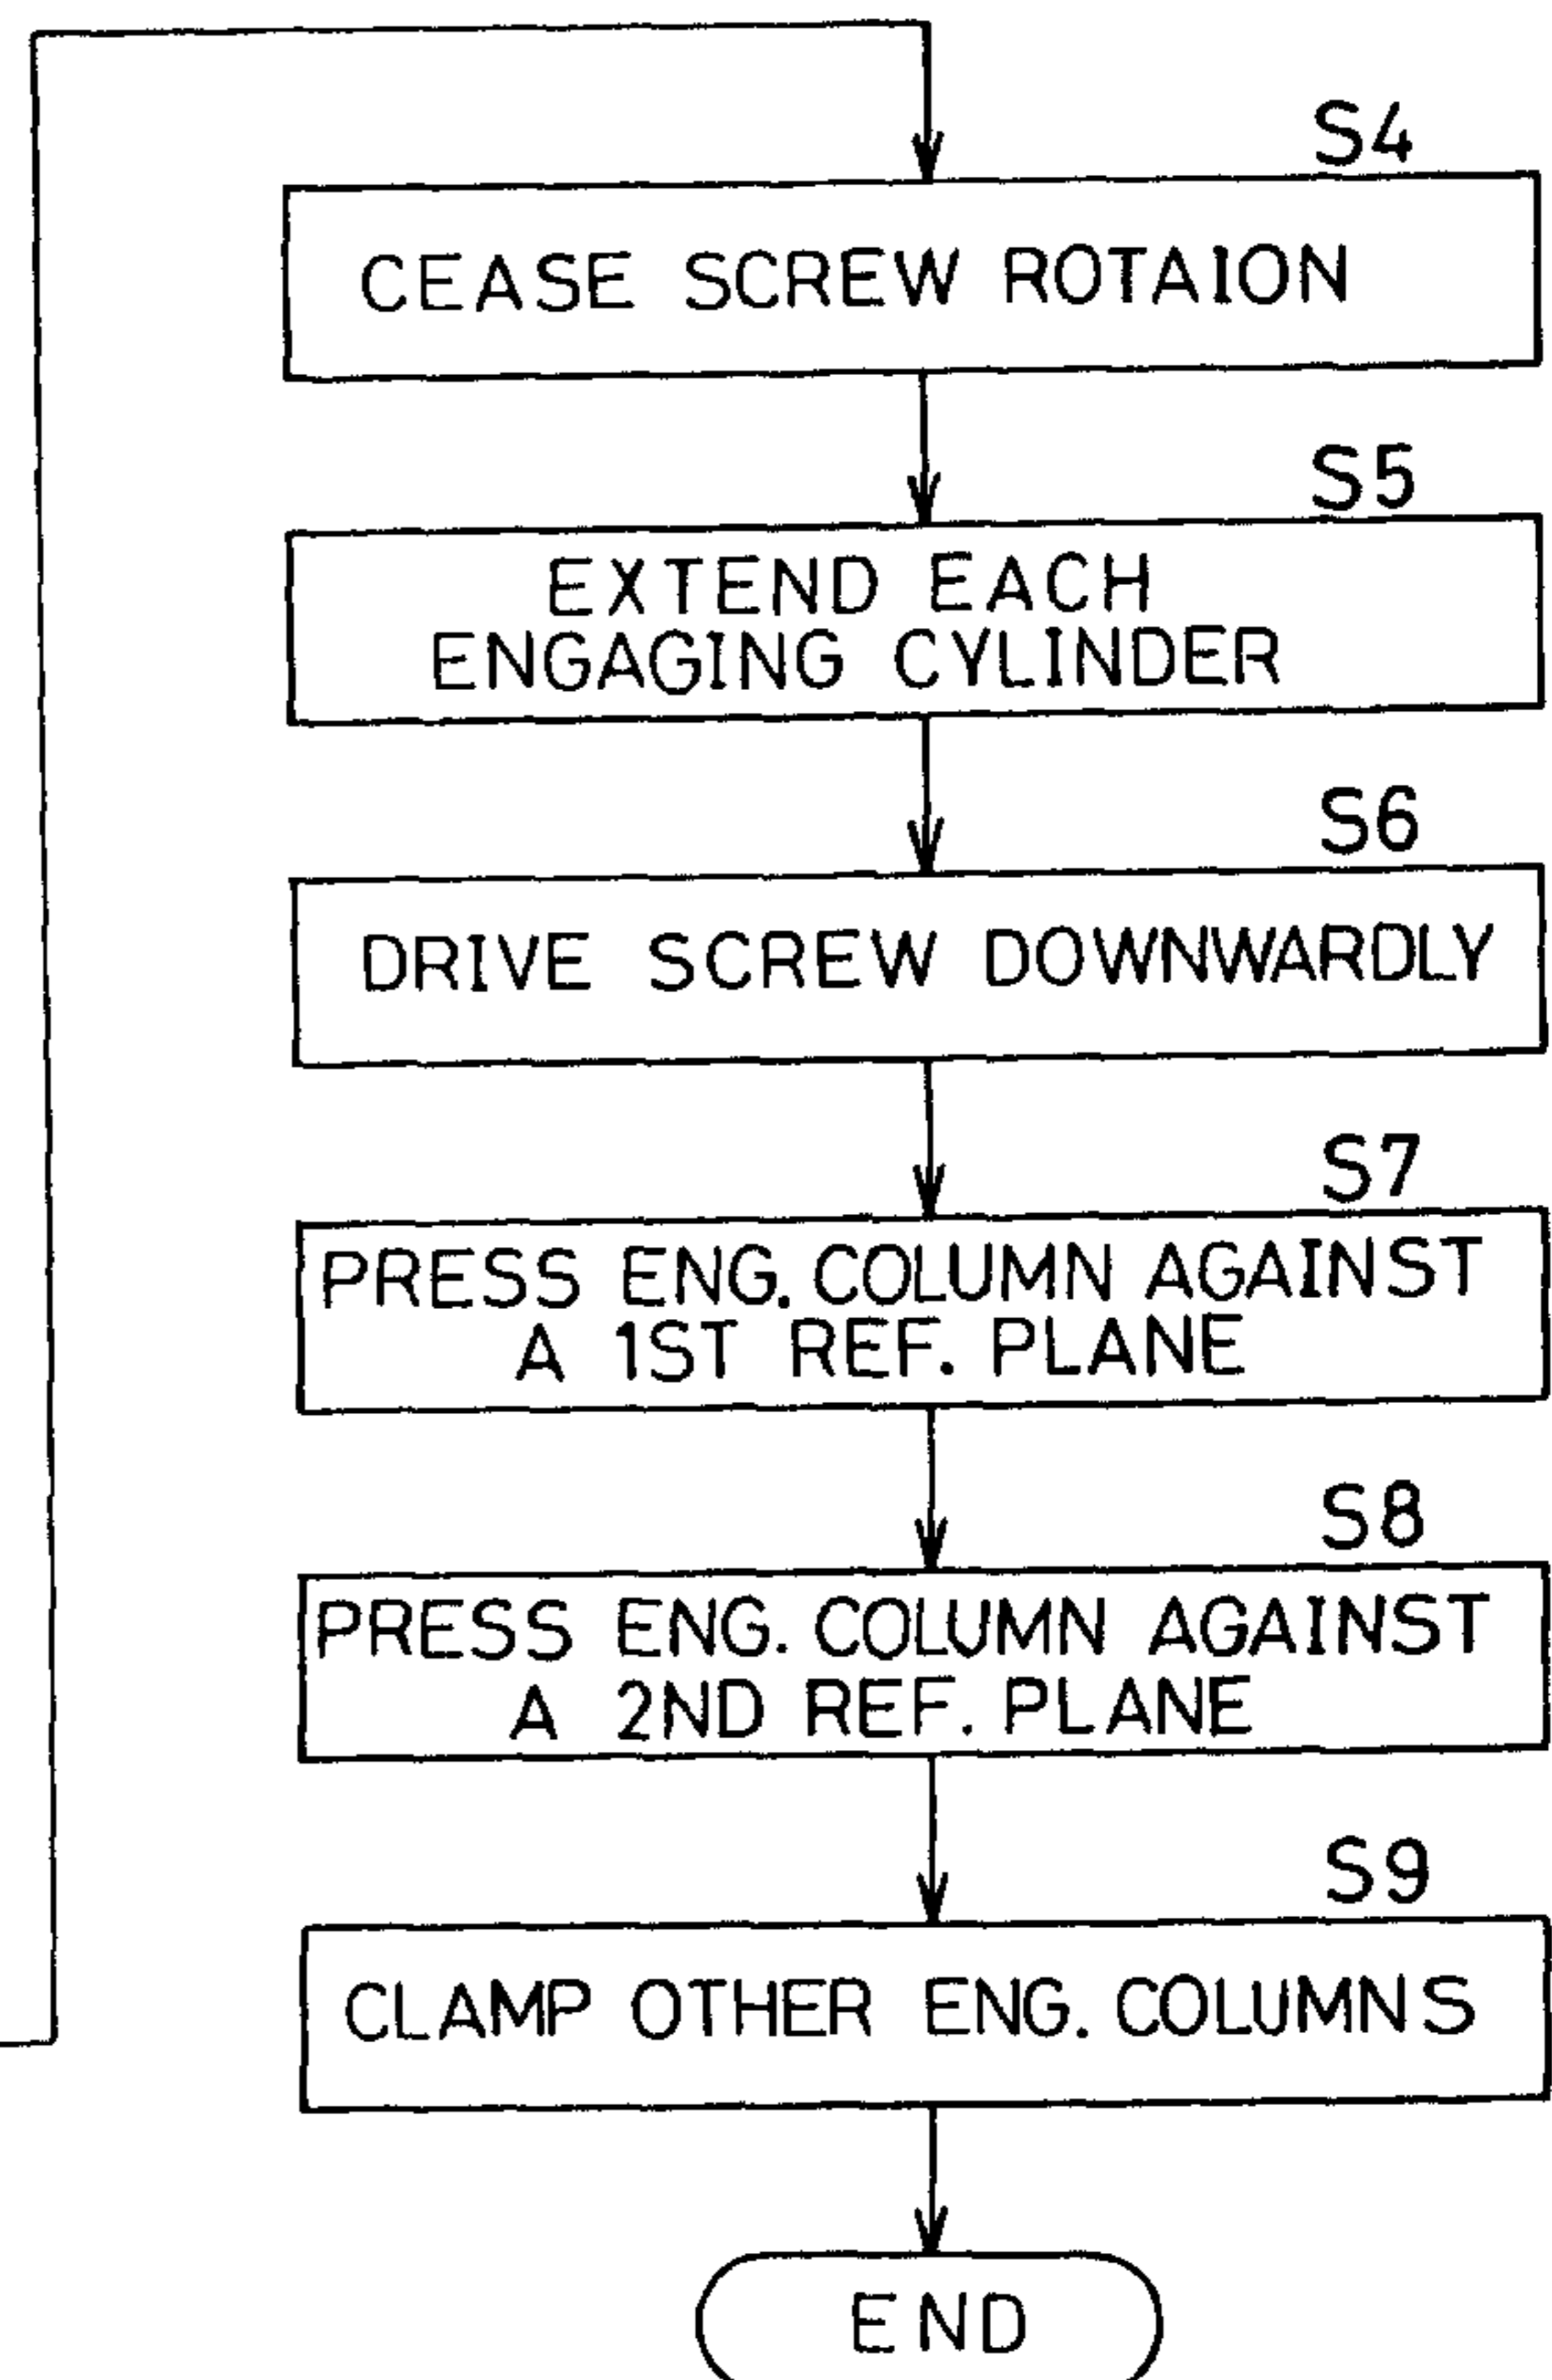 S4
CEASE SCREW ROTAION
S5
EXTEND EACH
ENGAGING CYLINDER
S6
DRIVE SCREW DOWNWARDLY
S7
PRESS ENG. COLUMN AGAINST
A 1ST REF. PLANE
S8
PRESS ENG. COLUMN AGAINST
A 2ND REF. PLANE
S9
CLAMP OTHER ENG. COLUMNS
END